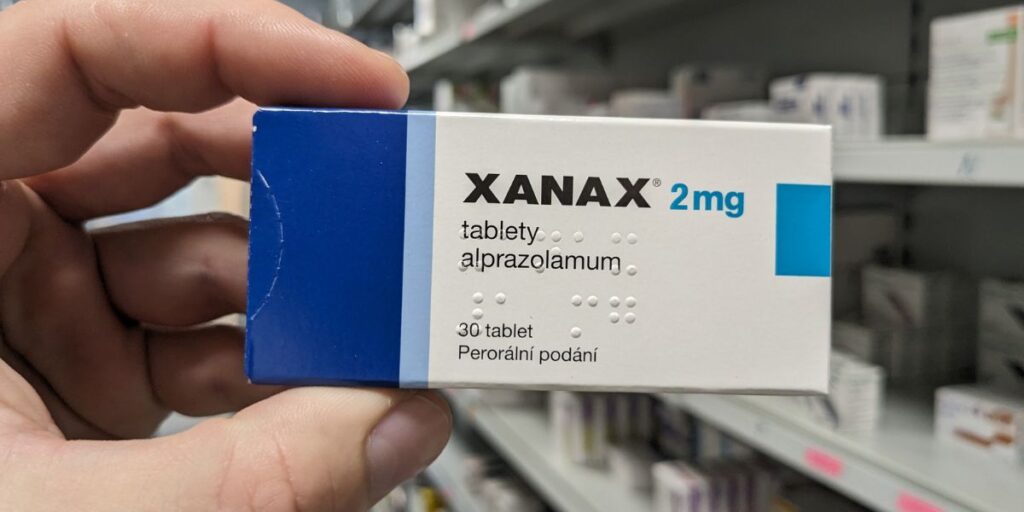 XANAX® 2mg
tablety
alprazolamum
30 tablet
Perorální podání